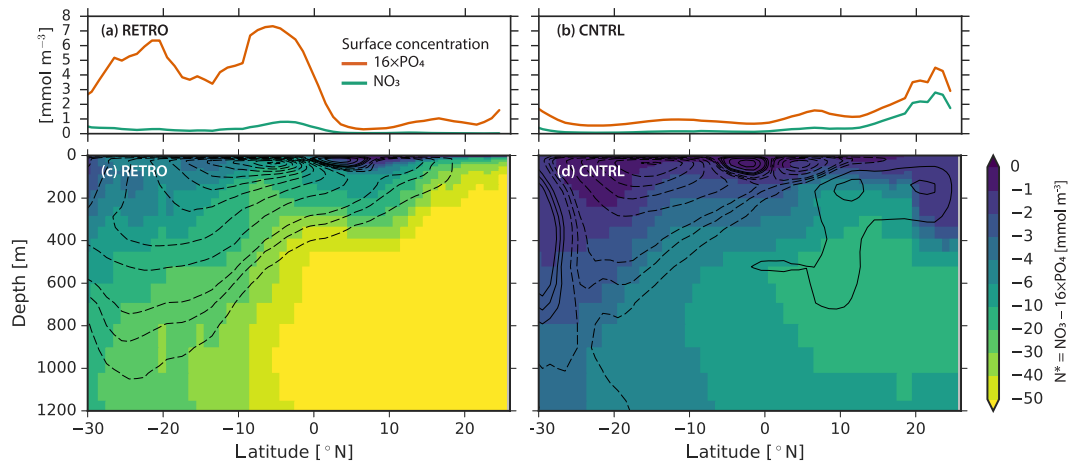 (a) RETRO
Surface concentration
16×PO₄
NO₃
[mmol m⁻³]
8
7
6
5
4
3
2
1
0
(b) CNTRL
(c) RETRO
Depth [m]
0
200
400
600
800
1000
1200
-30 -20 -10 0 10 20
Latitude [°N]
(d) CNTRL
-30 -20 -10 0 10 20
Latitude [°N]
0
−1
−2
−3
−4
−6
−10
−20
−30
−40
−50
N* = NO₃ − 16×PO₄ [mmol m⁻³]